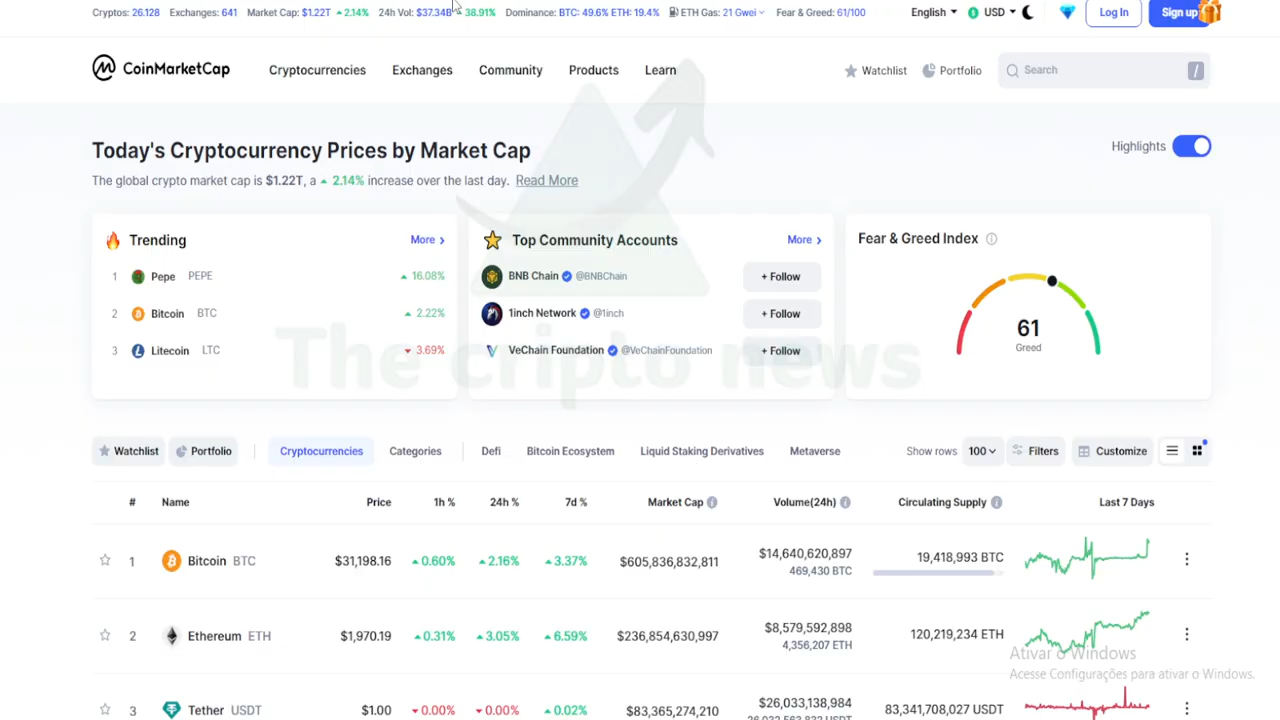 Cryptos: 26.128 Exchanges: 641 Market Cap: $1.22T 2.14% 24h Vol: $37.34B 38.91% Dominance: BTC: 49.6% ETH: 19.4% ETH Gas: 21 Gwei Fear & Greed: 61/100 English USD Log In Sign up
CoinMarketCap Cryptocurrencies Exchanges Community Products Learn Watchlist Portfolio Search /
Today's Cryptocurrency Prices by Market Cap Highlights
The global crypto market cap is $1.22T, a 2.14% increase over the last day. Read More
Trending More Top Community Accounts More Fear & Greed Index
1 Pepe PEPE 16.08% BNB Chain @BNBChain + Follow
2 Bitcoin BTC 2.22% 1inch Network @1inch + Follow
61
Greed
3 Litecoin LTC 3.69% VeChain Foundation @VeChainFoundation + Follow
The cripto news
Watchlist Portfolio Cryptocurrencies Categories Defi Bitcoin Ecosystem Liquid Staking Derivatives Metaverse Show rows 100 Filters Customize
# Name Price 1h % 24h % 7d % Market Cap Volume(24h) Circulating Supply Last 7 Days
1 Bitcoin BTC $31,198.16 0.60% 2.16% 3.37% $605,836,832,811 $14,640,620,897 19,418,993 BTC
469,430 BTC
2 Ethereum ETH $1,970.19 0.31% 3.05% 6.59% $236,854,630,997 $8,579,592,898 120,219,234 ETH
4,356,207 ETH
Ativar o Windows
Acesse Configurações para ativar o Windows.
3 Tether USDT $1.00 0.00% 0.00% 0.02% $83,365,274,210 $26,033,138,984 83,341,708,027 USDT